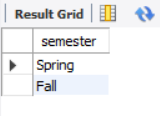 Result Grid
semester
Spring
Fall